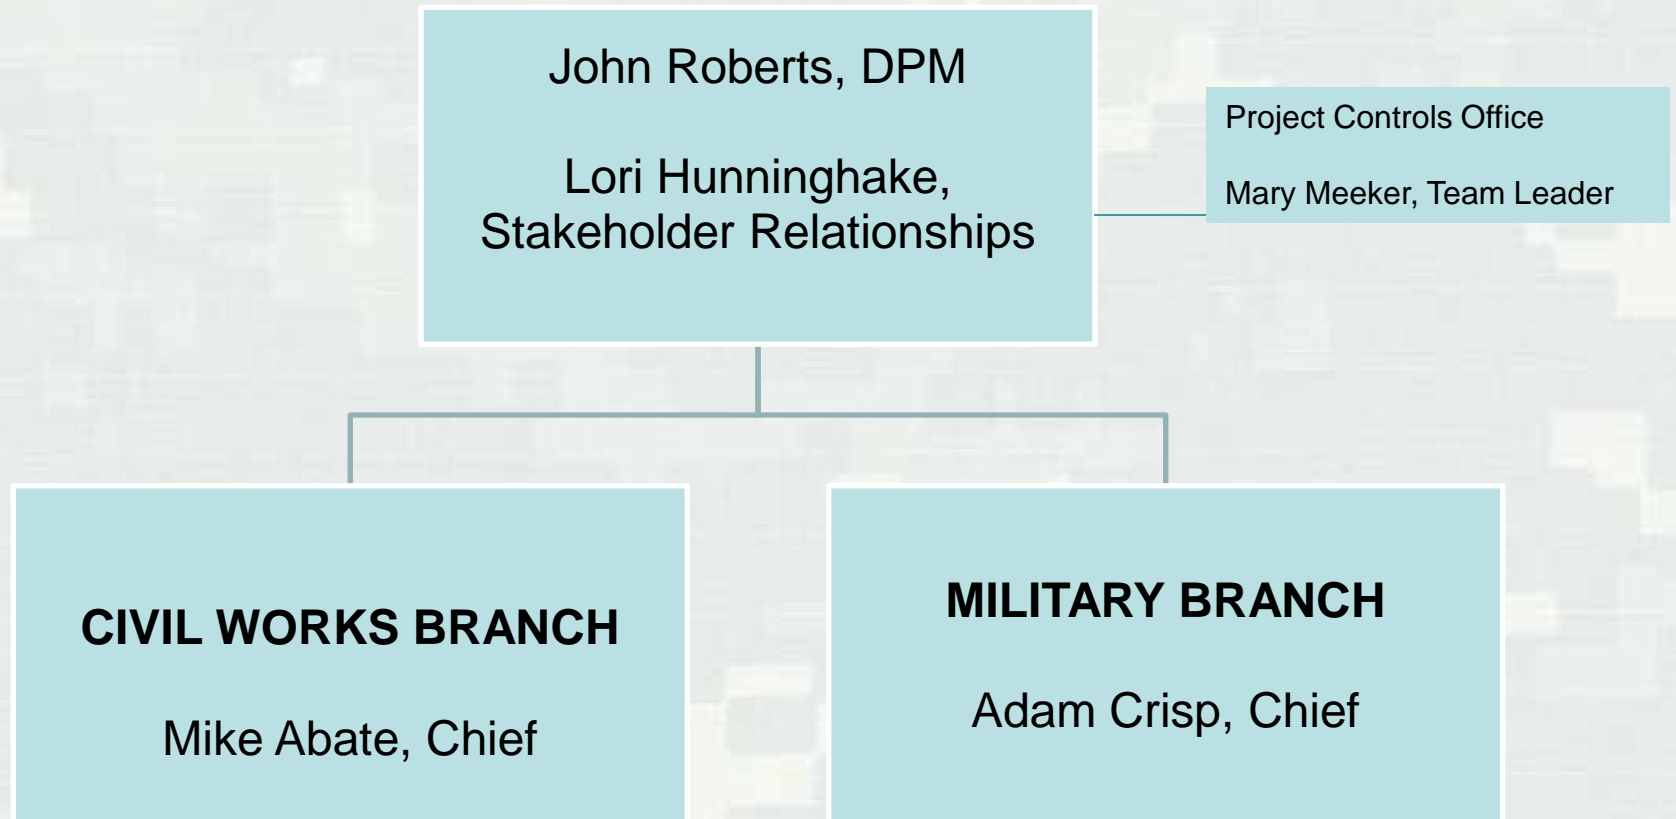 John Roberts, DPM
Lori Hunninghake,
Stakeholder Relationships
Project Controls Office
Mary Meeker, Team Leader
CIVIL WORKS BRANCH
Mike Abate, Chief
MILITARY BRANCH
Adam Crisp, Chief